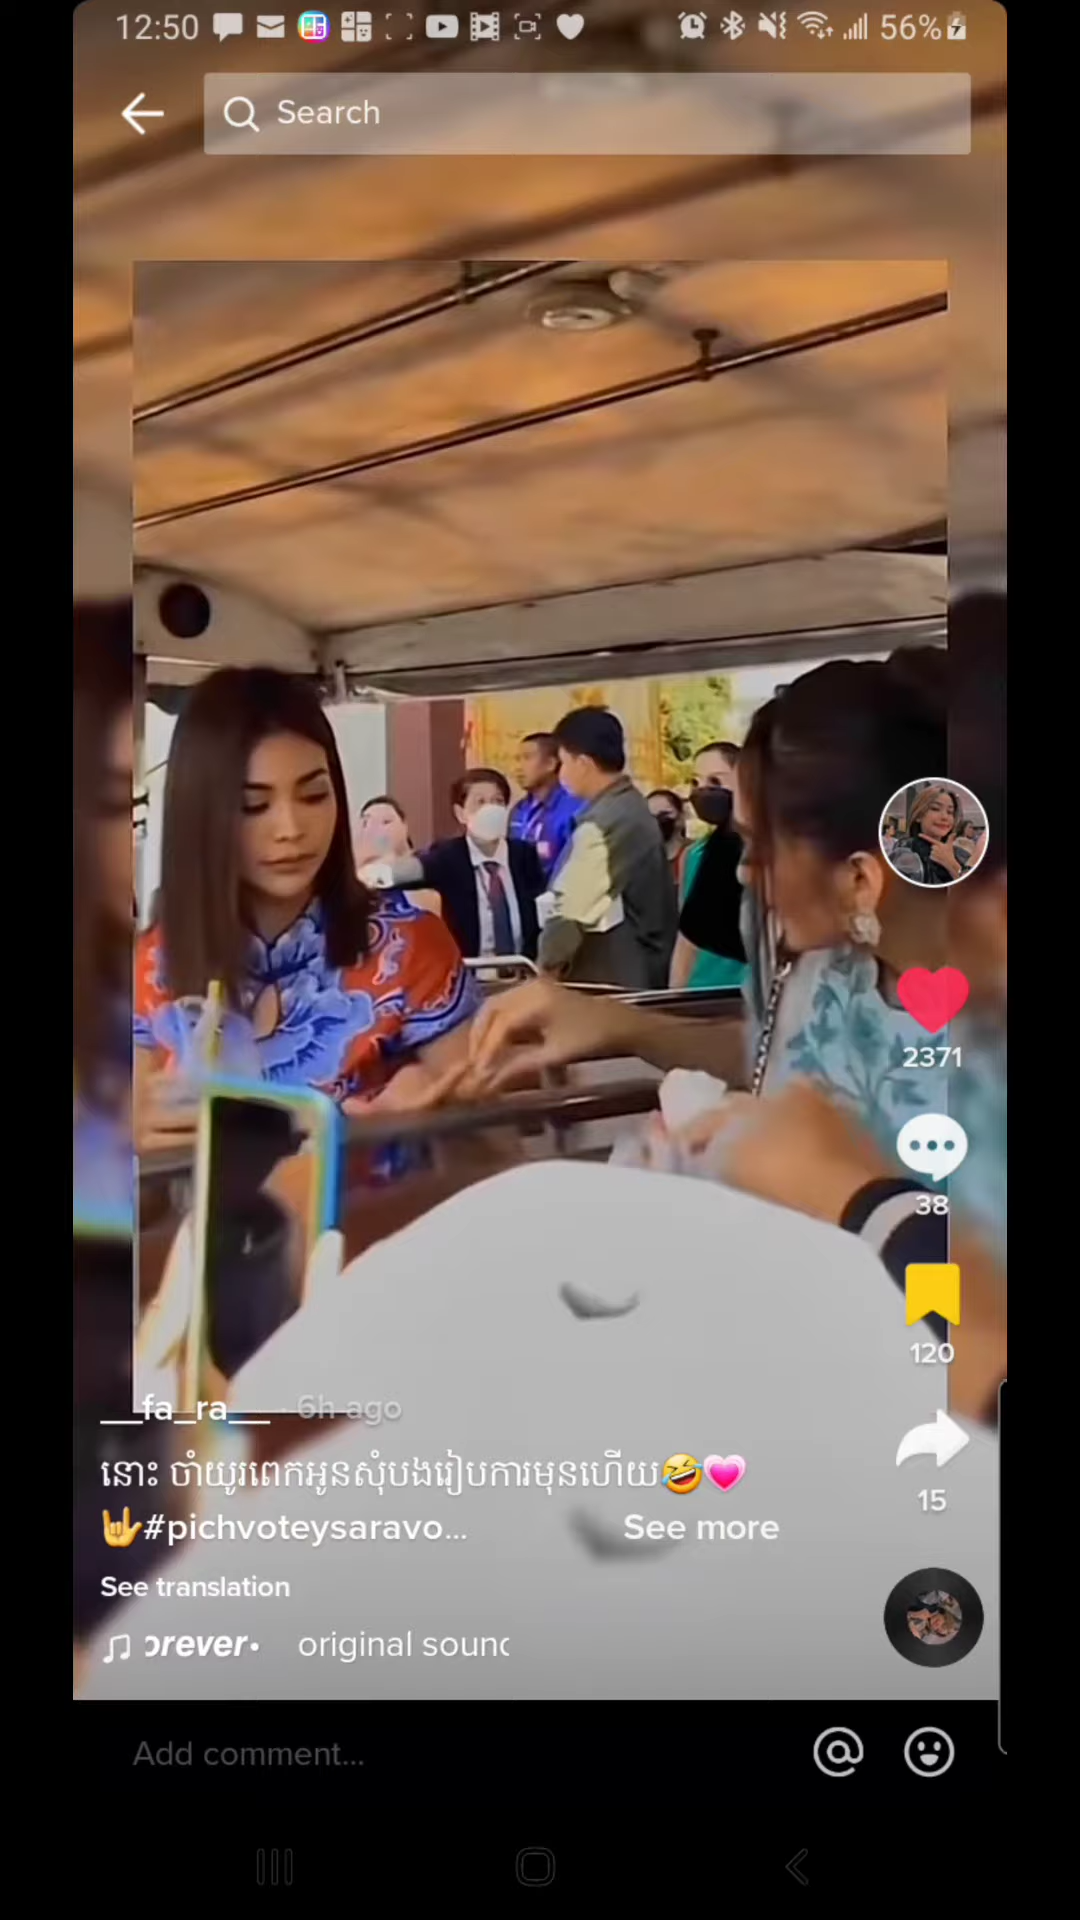 12:50
56%
Search
2371
38
120
__fa_ra__ · 6h ago
នោះ ចាំយូរពេកអូនសុំបងរៀបការមុនហើយ🤣💗
🤟#pichvoteysaravo... See more
15
See translation
orever• original sounc
Add comment...